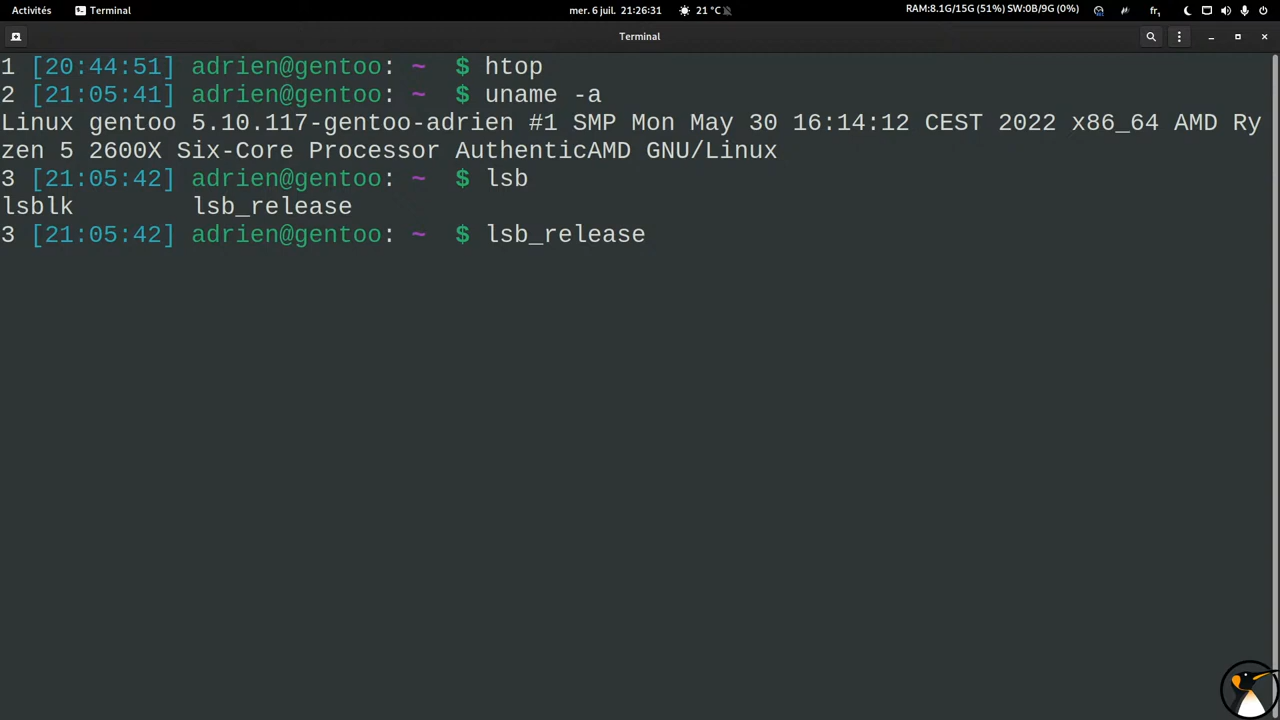 Activités Terminal mer. 6 juil. 21:26:31 21 °C RAM:8.1G/15G (51%) SW:0B/9G (0%) fr₁
Terminal
1 [20:44:51] adrien@gentoo: ~ $ htop
2 [21:05:41] adrien@gentoo: ~ $ uname -a
Linux gentoo 5.10.117-gentoo-adrien #1 SMP Mon May 30 16:14:12 CEST 2022 x86_64 AMD Ry
zen 5 2600X Six-Core Processor AuthenticAMD GNU/Linux
3 [21:05:42] adrien@gentoo: ~ $ lsb
lsblk lsb_release
3 [21:05:42] adrien@gentoo: ~ $ lsb_release